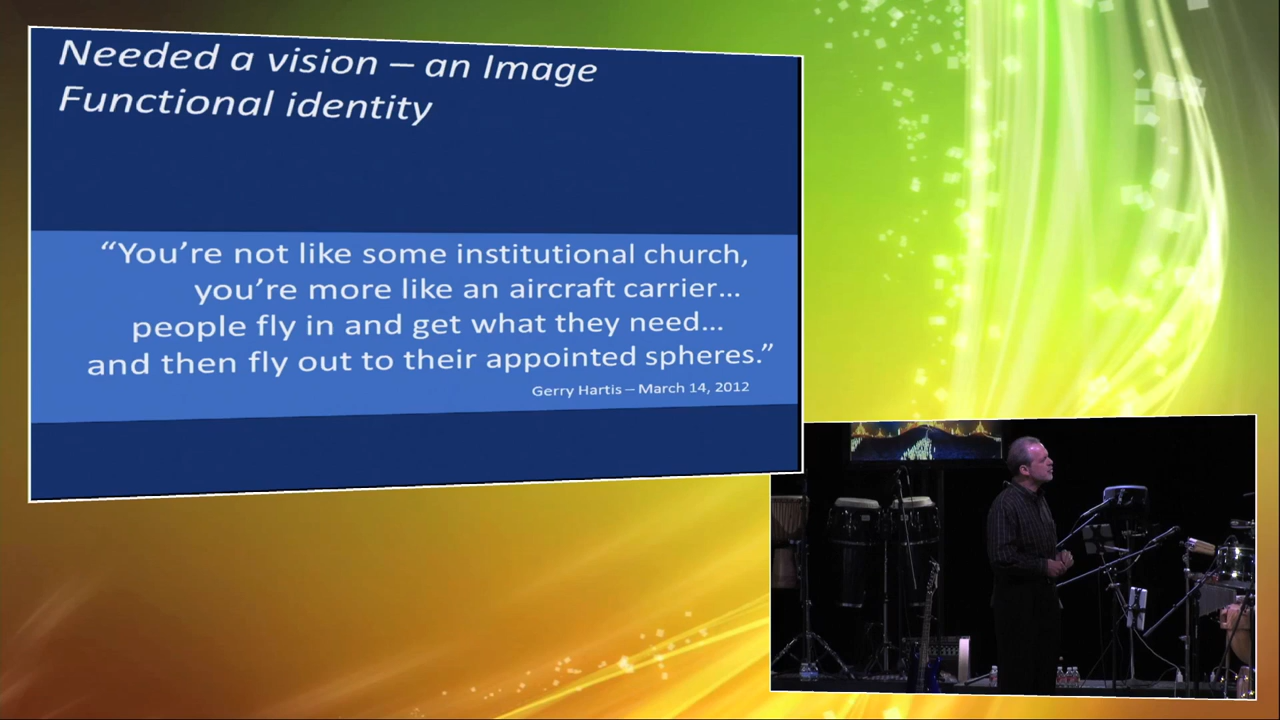 Needed a vision – an Image
Functional identity
“You’re not like some institutional church,
you’re more like an aircraft carrier…
people fly in and get what they need…
and then fly out to their appointed spheres.”
Gerry Hartis – March 14, 2012